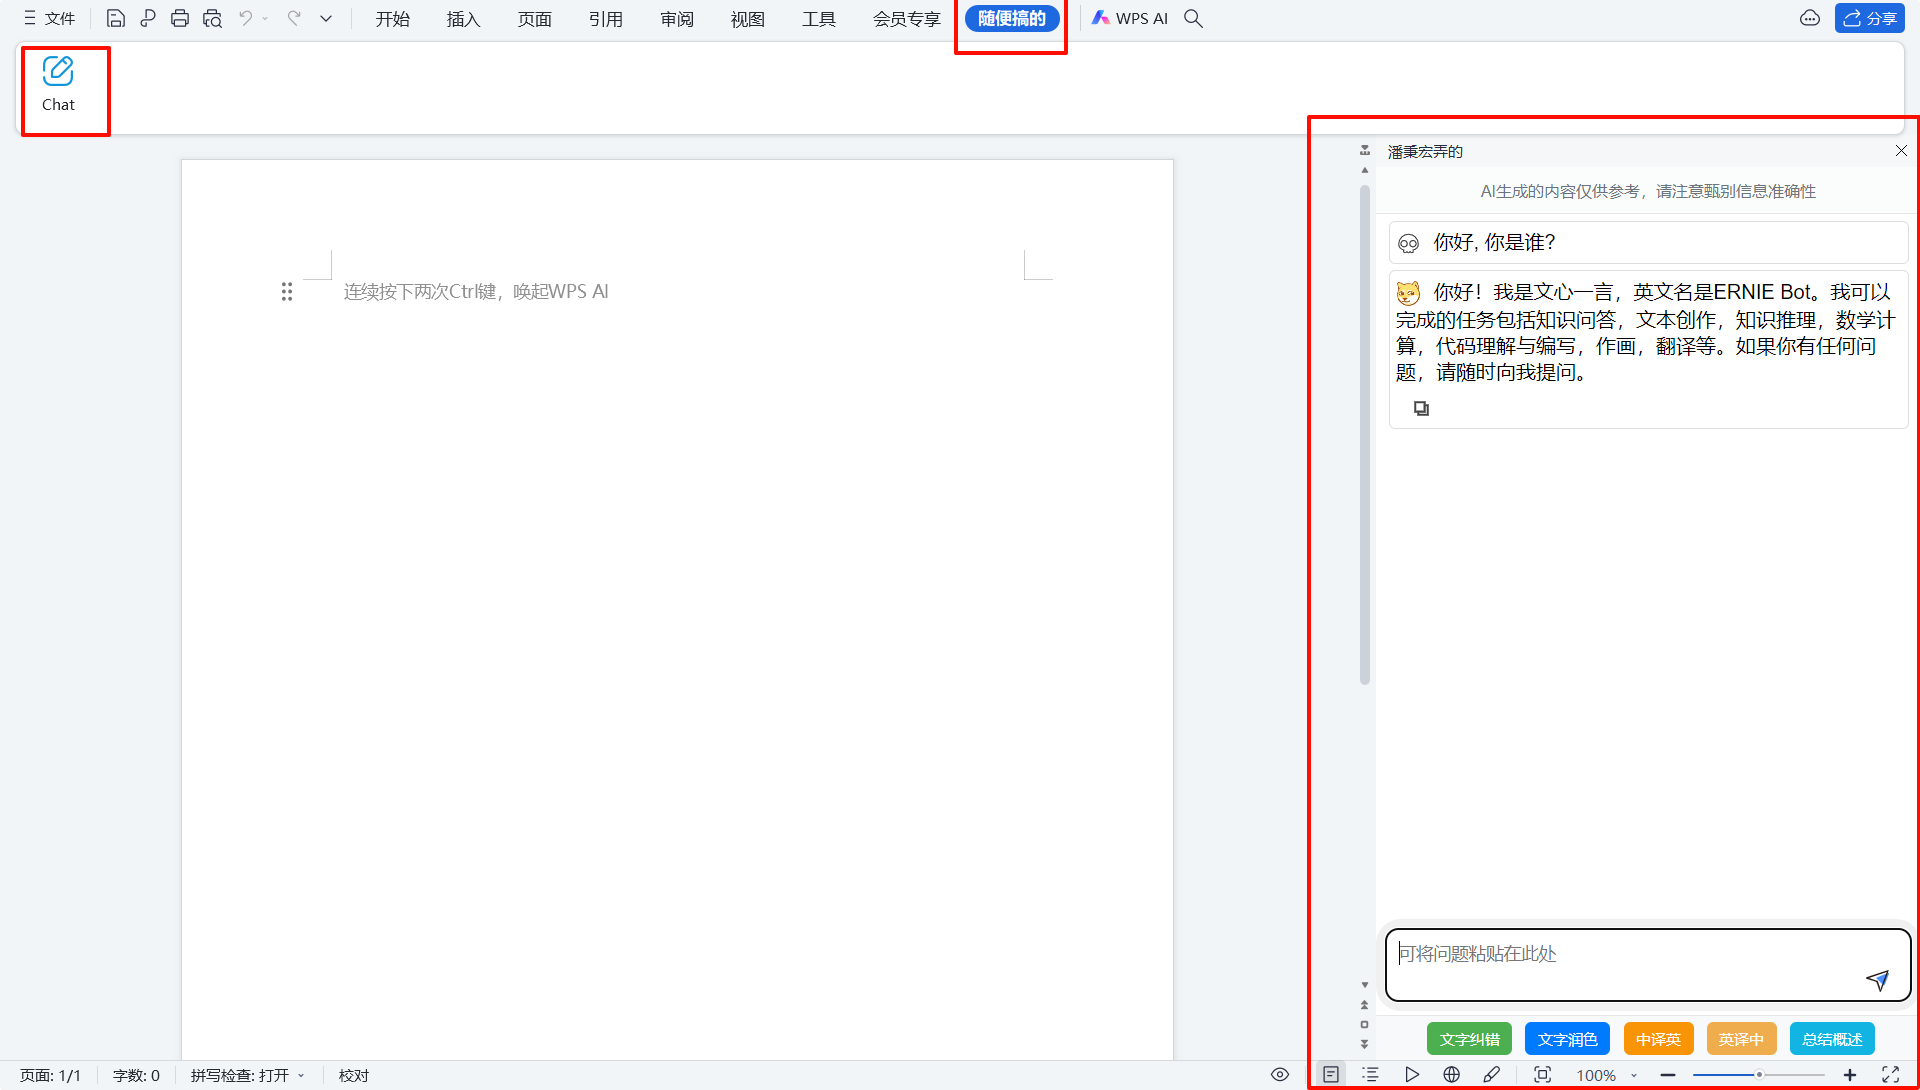 文件 开始 插入 页面 引用 审阅 视图 工具 会员专享 随便搞的 WPS AI 分享
Chat
潘秉宏弄的
AI生成的内容仅供参考，请注意甄别信息准确性
你好, 你是谁?
你好！我是文心一言，英文名是ERNIE Bot。我可以
完成的任务包括知识问答，文本创作，知识推理，数学计
算，代码理解与编写，作画，翻译等。如果你有任何问
题，请随时向我提问。
连续按下两次Ctrl键，唤起WPS AI
可将问题粘贴在此处
文字纠错 文字润色 中译英 英译中 总结概述
页面: 1/1 字数: 0 拼写检查: 打开 校对 100%